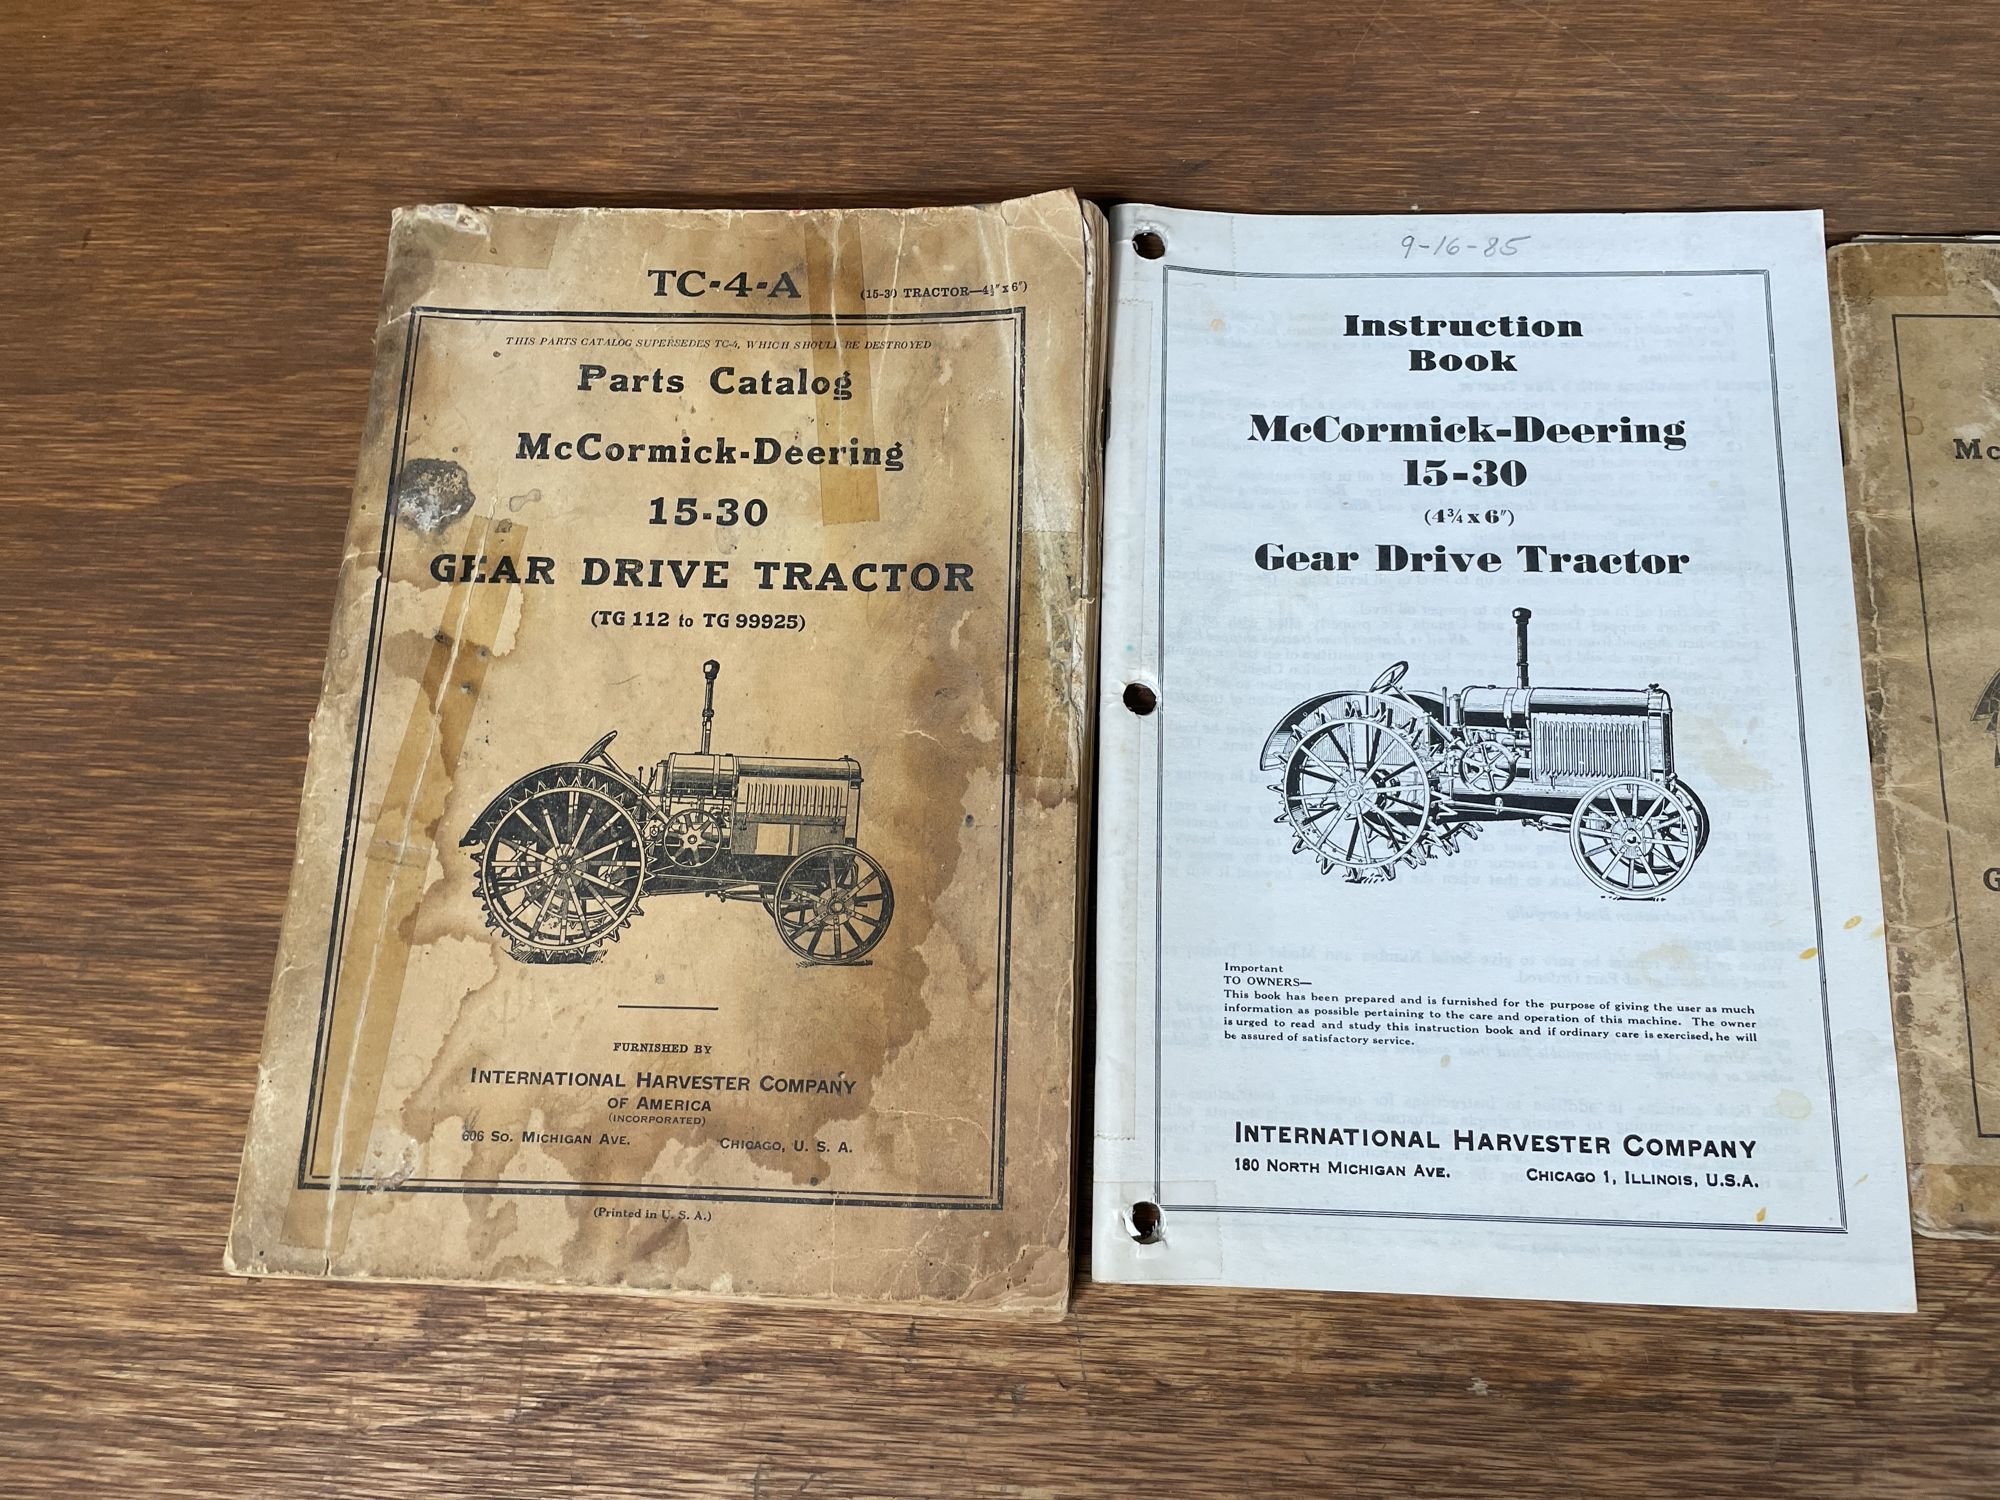 TC-4-A (15-30 TRACTOR—4½" x 6")
THIS PARTS CATALOG SUPERSEDES TC-4, WHICH SHOULD BE DESTROYED
Parts Catalog
McCormick-Deering
15-30
GEAR DRIVE TRACTOR
(TG 112 to TG 99925)
FURNISHED BY
INTERNATIONAL HARVESTER COMPANY
OF AMERICA
(INCORPORATED)
606 SO. MICHIGAN AVE. CHICAGO, U. S. A.
(Printed in U. S. A.)
9-16-85
Instruction
Book
McCormick-Deering
15-30
(4¾ x 6")
Gear Drive Tractor
Important
TO OWNERS—
This book has been prepared and is furnished for the purpose of giving the user as much
information as possible pertaining to the care and operation of this machine. The owner
is urged to read and study this instruction book and if ordinary care is exercised, he will
be assured of satisfactory service.
INTERNATIONAL HARVESTER COMPANY
180 NORTH MICHIGAN AVE. CHICAGO 1, ILLINOIS, U.S.A.
Mc
G